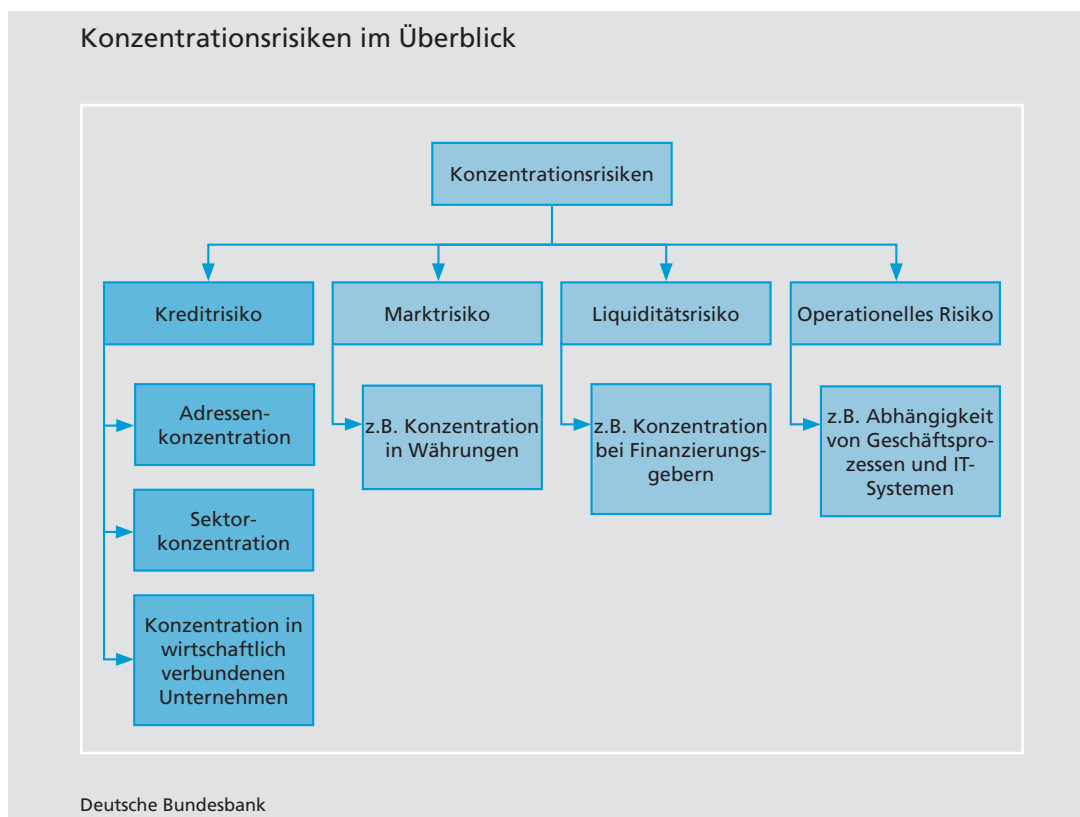 Konzentrationsrisiken im Überblick
Konzentrationsrisiken
Kreditrisiko
Marktrisiko
Liquiditätsrisiko
Operationelles Risiko
Adressen-
konzentration
Sektor-
konzentration
Konzentration in
wirtschaftlich
verbundenen
Unternehmen
z.B. Konzentration
in Währungen
z.B. Konzentration
bei Finanzierungs-
gebern
z.B. Abhängigkeit
von Geschäftspro-
zessen und IT-
Systemen
Deutsche Bundesbank